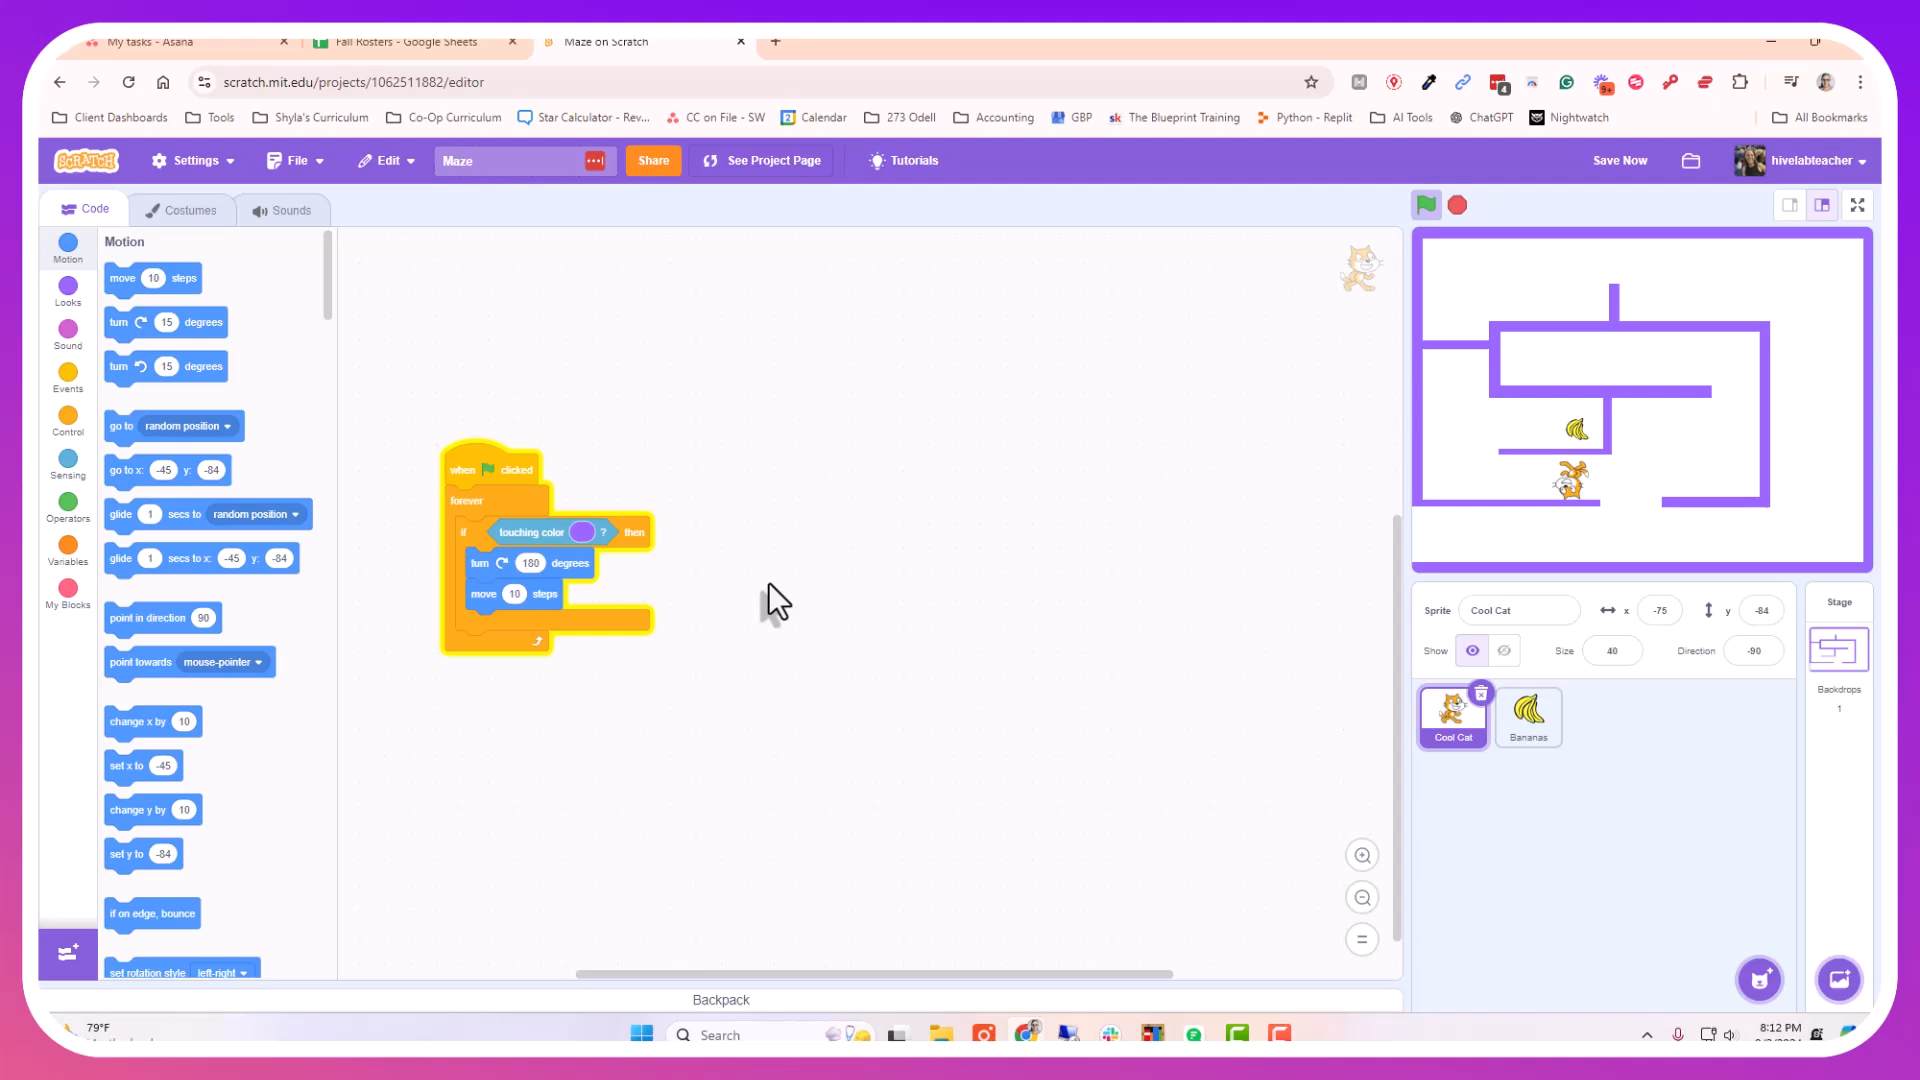 My tasks - Asana
Fall Rosters - Google Sheets
Maze on Scratch
scratch.mit.edu/projects/1062511882/editor
4
9+
Client Dashboards
Tools
Shyla's Curriculum
Co-Op Curriculum
Star Calculator - Rev...
CC on File - SW
2
Calendar
273 Odell
Accounting
GBP
sk
The Blueprint Training
Python - Replit
AI Tools
ChatGPT
Nightwatch
All Bookmarks
SCRATCH
Settings
File
Edit
Maze
Share
See Project Page
Tutorials
Save Now
hivelabteacher
Code
Costumes
Sounds
Motion
Looks
Sound
Events
Control
Sensing
Operators
Variables
My Blocks
Motion
move 10 steps
turn 15 degrees
turn 15 degrees
go to random position
go to x: -45 y: -84
glide 1 secs to random position
glide 1 secs to x: -45 y: -84
point in direction 90
point towards mouse-pointer
change x by 10
set x to -45
change y by 10
set y to -84
if on edge, bounce
set rotation style left-right
when clicked
forever
if touching color ? then
turn 180 degrees
move 10 steps
Sprite Cool Cat x -75 y -84
Show Size 40 Direction -90
Cool Cat
Bananas
Stage
Backdrops
1
Backpack
79°F
Search
8:12 PM